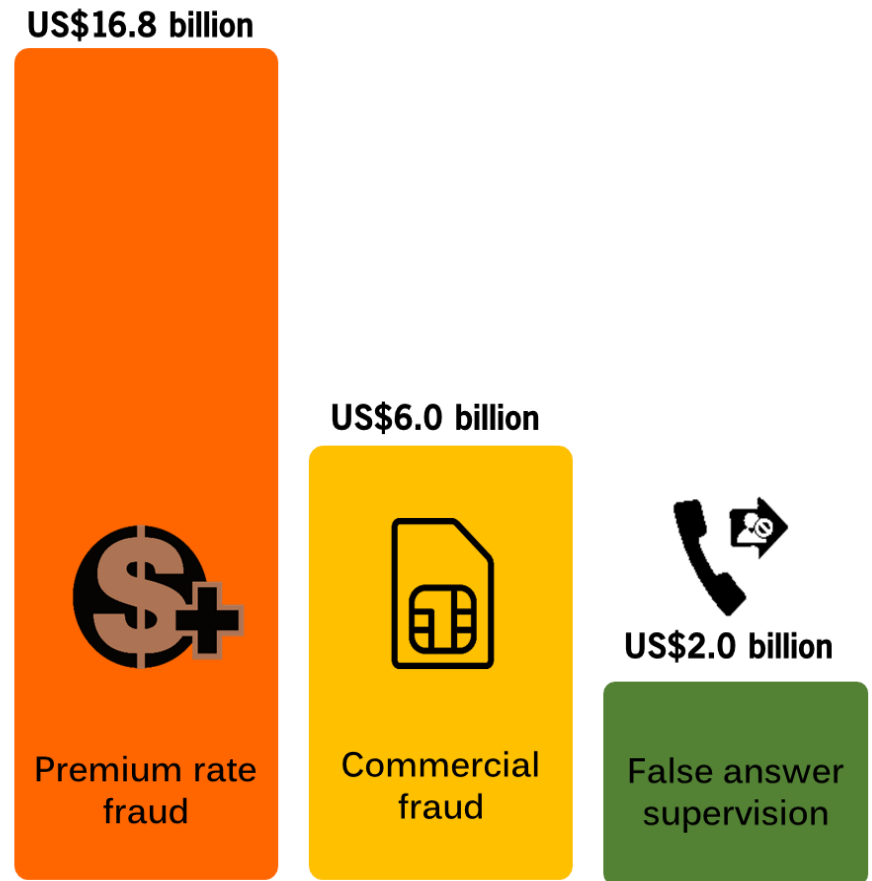 US$16.8 billion
Premium rate
fraud
US$6.0 billion
Commercial
fraud
US$2.0 billion
False answer
supervision